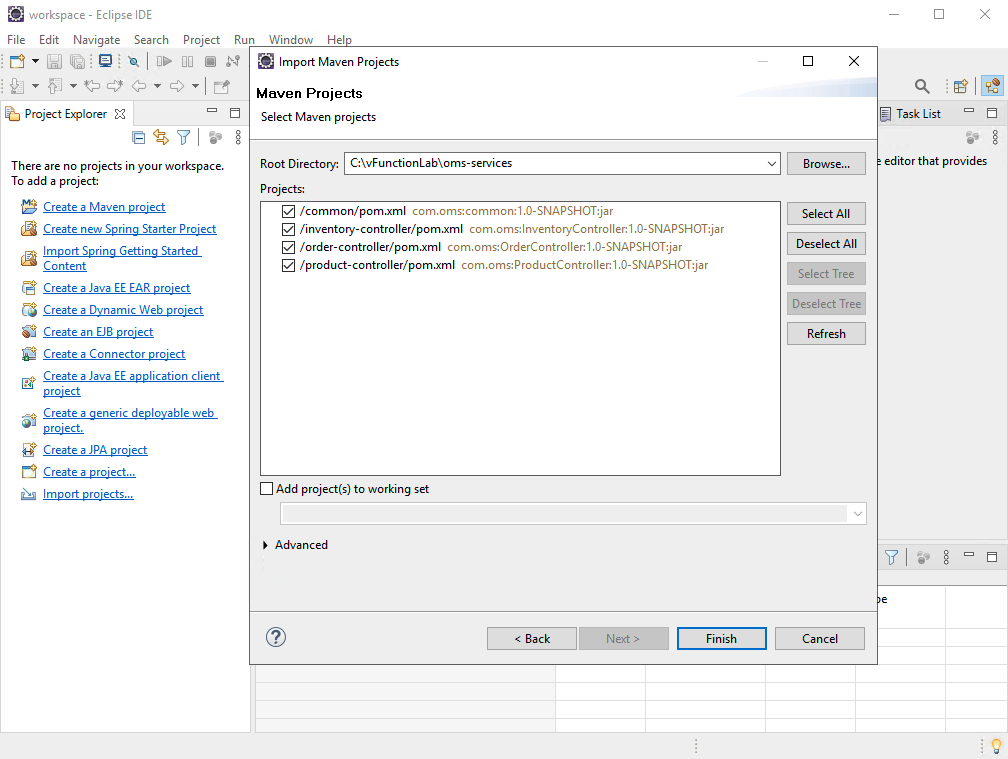 workspace - Eclipse IDE
File Edit Navigate Search Project Run Window Help
Project Explorer
There are no projects in your workspace.
To add a project:
Create a Maven project
Create new Spring Starter Project
Import Spring Getting Started
Content
Create a Java EE EAR project
Create a Dynamic Web project
Create an EJB project
Create a Connector project
Create a Java EE application client
project
Create a generic deployable web
project.
Create a JPA project
Create a project...
Import projects...
Import Maven Projects
Maven Projects
Select Maven projects
Root Directory: C:\vFunctionLab\oms-services Browse...
Projects:
/common/pom.xml com.oms:common:1.0-SNAPSHOT:jar
/inventory-controller/pom.xml com.oms:InventoryController:1.0-SNAPSHOT:jar
/order-controller/pom.xml com.oms:OrderController:1.0-SNAPSHOT:jar
/product-controller/pom.xml com.oms:ProductController:1.0-SNAPSHOT:jar
Select All
Deselect All
Select Tree
Deselect Tree
Refresh
Add project(s) to working set
Advanced
?
< Back Next > Finish Cancel
Task List
e editor that provides
pe